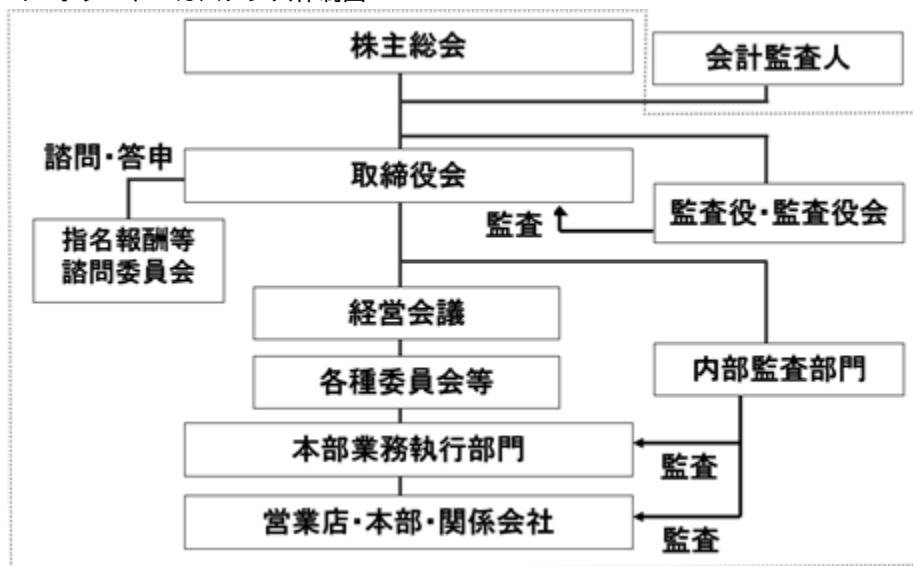 株主総会
会計監査人
諮問・答申
取締役会
監査
監査役・監査役会
指名報酬等
諮問委員会
経営会議
各種委員会等
内部監査部門
本部業務執行部門
監査
営業店・本部・関係会社
監査